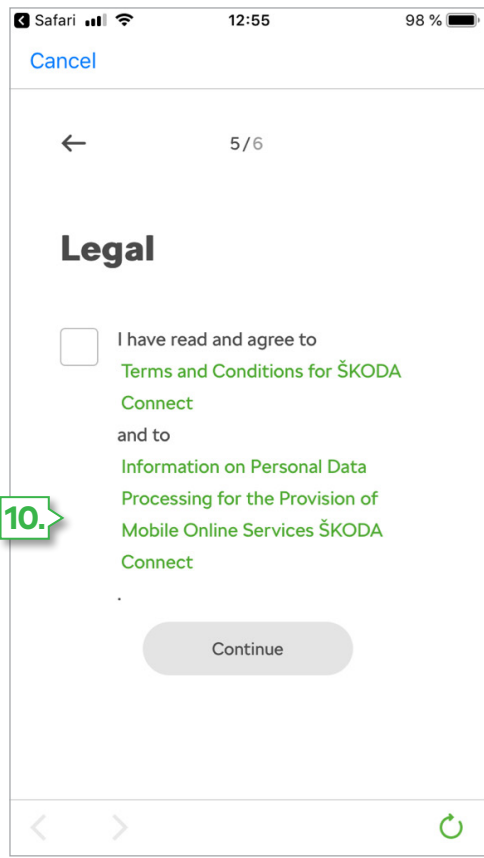 Safari 12:55 98 %
Cancel
5/6
Legal
I have read and agree to
Terms and Conditions for ŠKODA
Connect
and to
Information on Personal Data
Processing for the Provision of
10.
Mobile Online Services ŠKODA
Connect
.
Continue